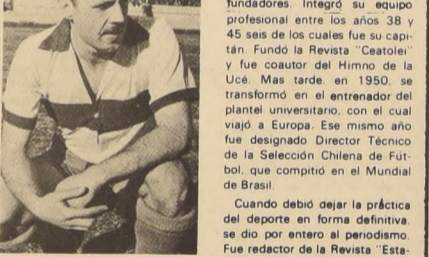 fundadores. Integró su equipo
profesional entre los años 38 y
45 seis de los cuales fue su capi-
tán. Fundó la Revista "Ceatolei"
y fue coautor del Himno de la
Ucé. Mas tarde, en 1950, se
transformó en el entrenador del
plantel universitario, con el cual
viajó a Europa. Ese mismo año
fue designado Director Técnico
de la Selección Chilena de Fút-
bol, que compitió en el Mundial
de Brasil.
Cuando debió dejar la práctica
del deporte en forma definitiva,
se dio por entero al periodismo.
Fue redactor de la Revista "Esta-